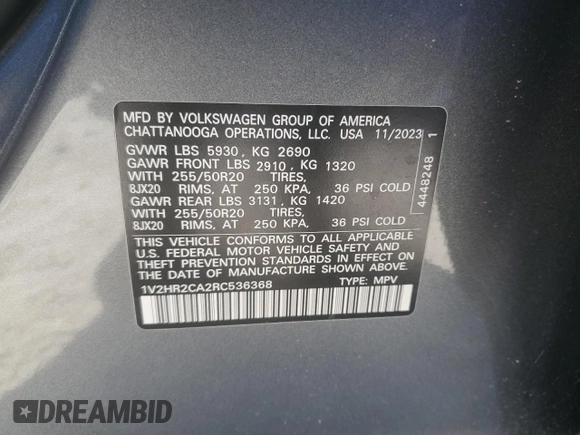 MFD BY VOLKSWAGEN GROUP OF AMERICA
CHATTANOOGA OPERATIONS, LLC. USA 11/2023
GVWR LBS 5930, KG 2690
GAWR FRONT LBS 2910, KG 1320
WITH 255/50R20 TIRES,
8JX20 RIMS, AT 250 KPA, 36 PSI COLD
GAWR REAR LBS 3131, KG 1420
WITH 255/50R20 TIRES,
8JX20 RIMS, AT 250 KPA, 36 PSI COLD
THIS VEHICLE CONFORMS TO ALL APPLICABLE
U.S. FEDERAL MOTOR VEHICLE SAFETY AND
THEFT PREVENTION STANDARDS IN EFFECT ON
THE DATE OF MANUFACTURE SHOWN ABOVE.
1V2HR2CA2RC536368 TYPE: MPV
4448248 1
DREAMBID